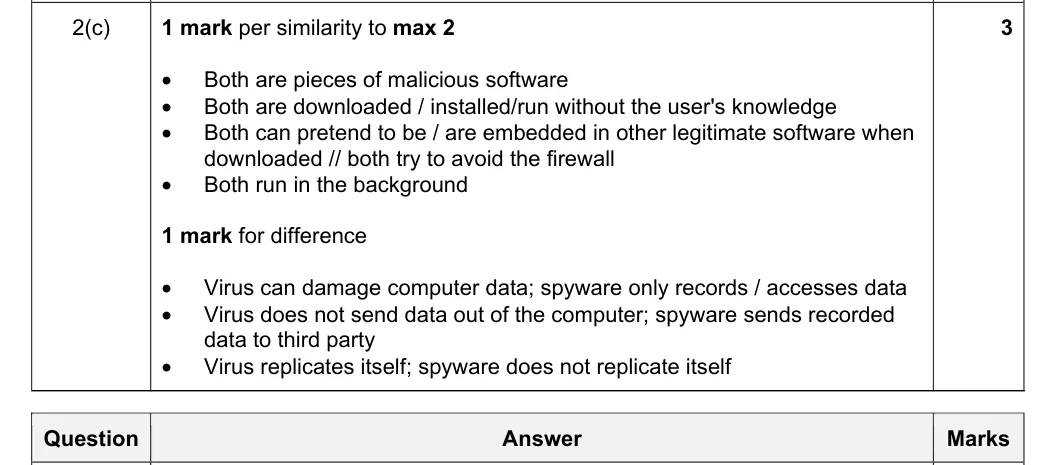 2(c) 1 mark per similarity to max 2 3
• Both are pieces of malicious software
• Both are downloaded / installed/run without the user's knowledge
• Both can pretend to be / are embedded in other legitimate software when
downloaded // both try to avoid the firewall
• Both run in the background
1 mark for difference
• Virus can damage computer data; spyware only records / accesses data
• Virus does not send data out of the computer; spyware sends recorded
data to third party
• Virus replicates itself; spyware does not replicate itself
Question Answer Marks